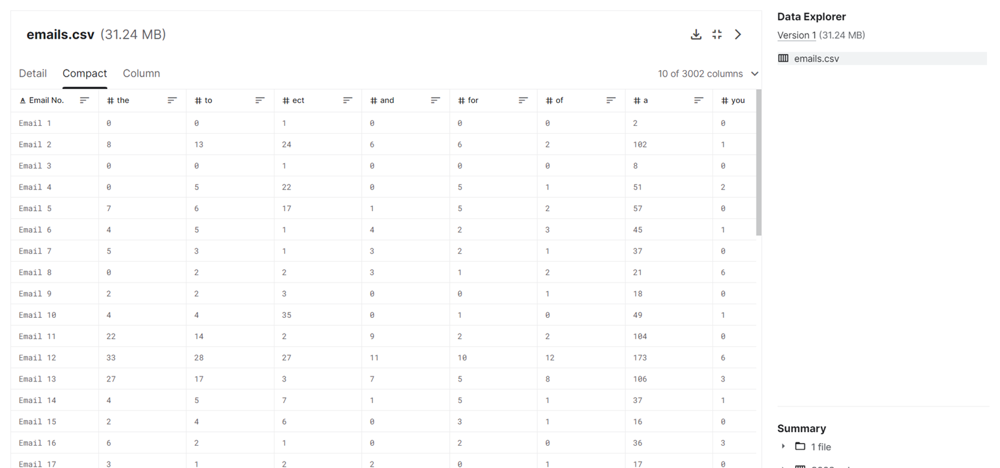 emails.csv (31.24 MB)
Detail Compact Column 10 of 3002 columns
Email No. # the # to # ect # and # for # of # a # you
Email 1 0 0 1 0 0 0 2 0
Email 2 8 13 24 6 6 2 102 1
Email 3 0 0 1 0 0 0 8 0
Email 4 0 5 22 0 5 1 51 2
Email 5 7 6 17 1 5 2 57 0
Email 6 4 5 1 4 2 3 45 1
Email 7 5 3 1 3 2 1 37 0
Email 8 0 2 2 3 1 2 21 6
Email 9 2 2 3 0 0 1 18 0
Email 10 4 4 35 0 1 0 49 1
Email 11 22 14 2 9 2 2 104 0
Email 12 33 28 27 11 10 12 173 6
Email 13 27 17 3 7 5 8 106 3
Email 14 4 5 7 1 5 1 37 1
Email 15 2 4 6 0 3 1 16 0
Email 16 6 2 1 0 2 0 36 3
Email 17 3 1 2 2 0 1 17 0
Data Explorer
Version 1 (31.24 MB)
emails.csv
Summary
1 file